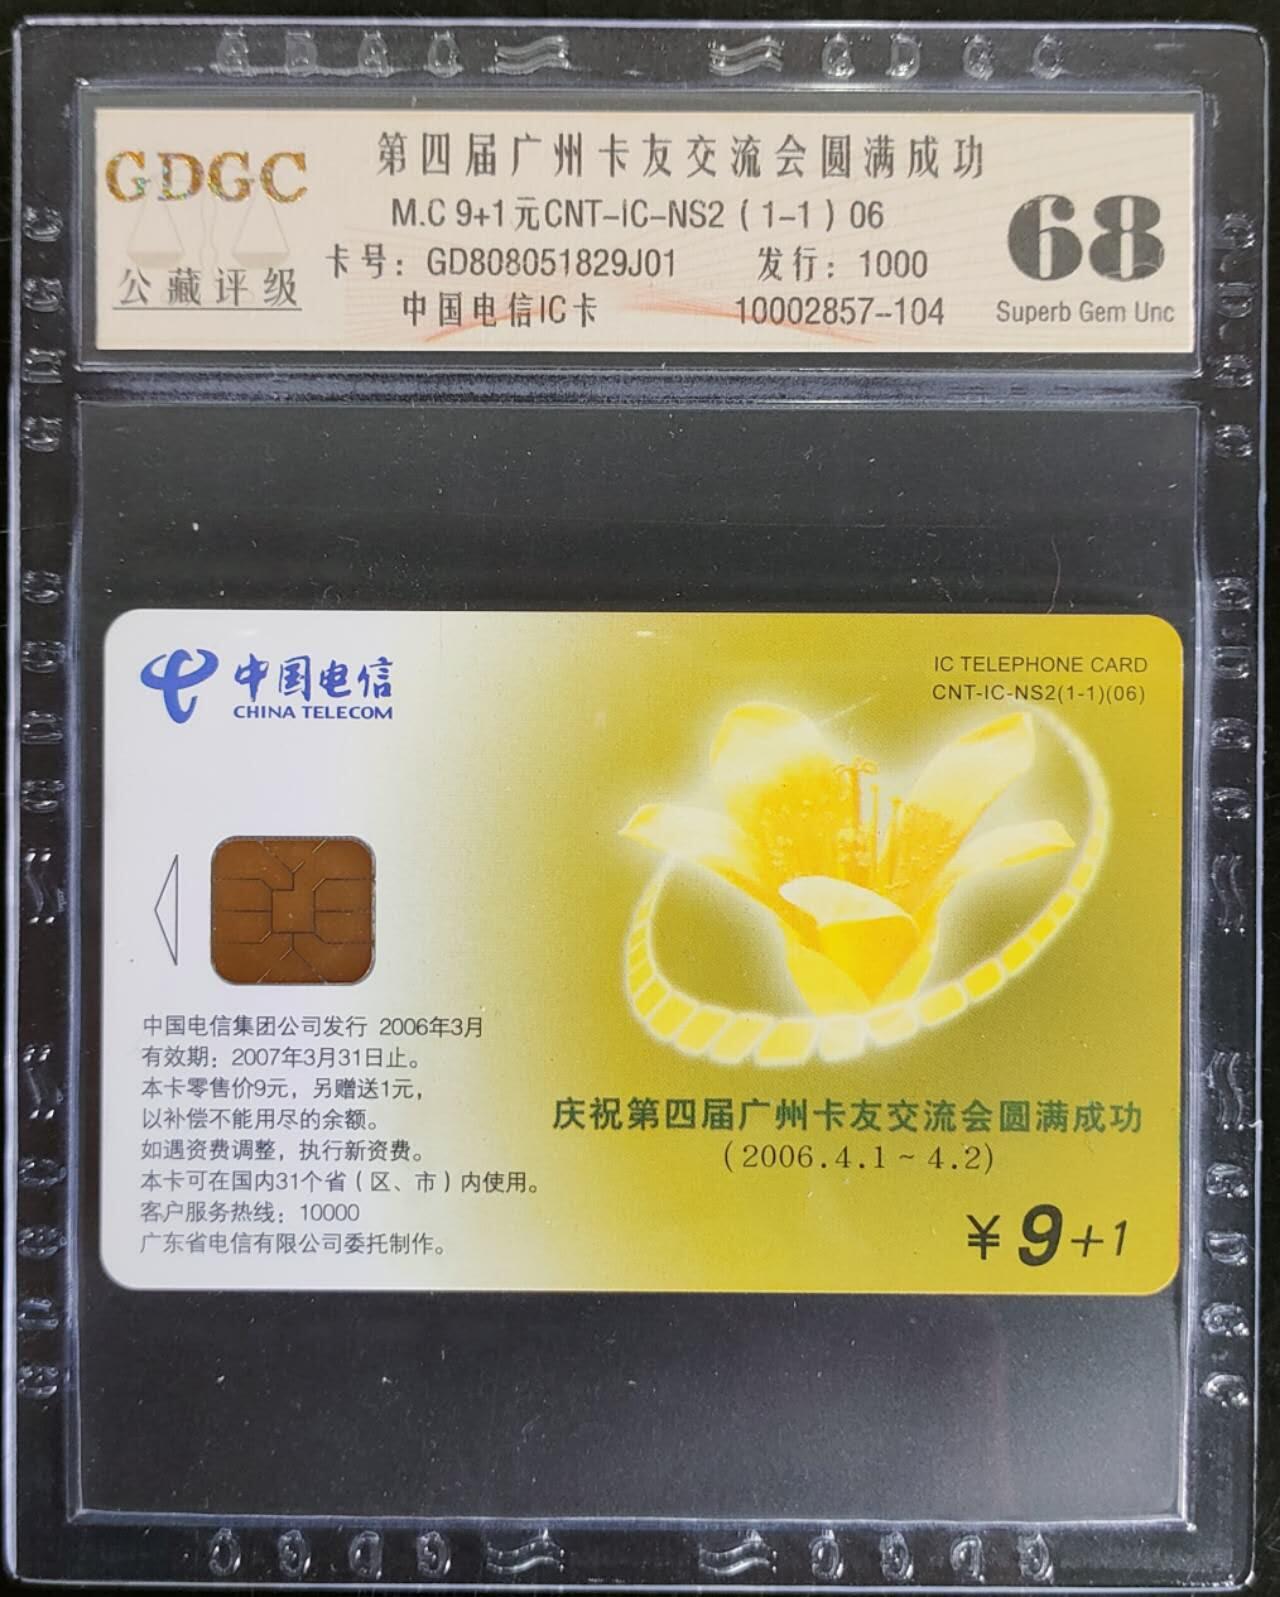 GDGC
GDGC
GDGC
公藏评级
第四届广州卡友交流会圆满成功
M.C 9+1元CNT-IC-NS2（1-1）06
卡号：GD808051829J01 发行：1000
中国电信IC卡 10002857--104
68
Superb Gem Unc
中国电信
CHINA TELECOM
IC TELEPHONE CARD
CNT-IC-NS2(1-1)(06)
中国电信集团公司发行 2006年3月
有效期：2007年3月31日止。
本卡零售价9元，另赠送1元，
以补偿不能用尽的余额。
如遇资费调整，执行新资费。
本卡可在国内31个省（区、市）内使用。
客户服务热线：10000
广东省电信有限公司委托制作。
庆祝第四届广州卡友交流会圆满成功
(2006.4.1~4.2)
¥9+1